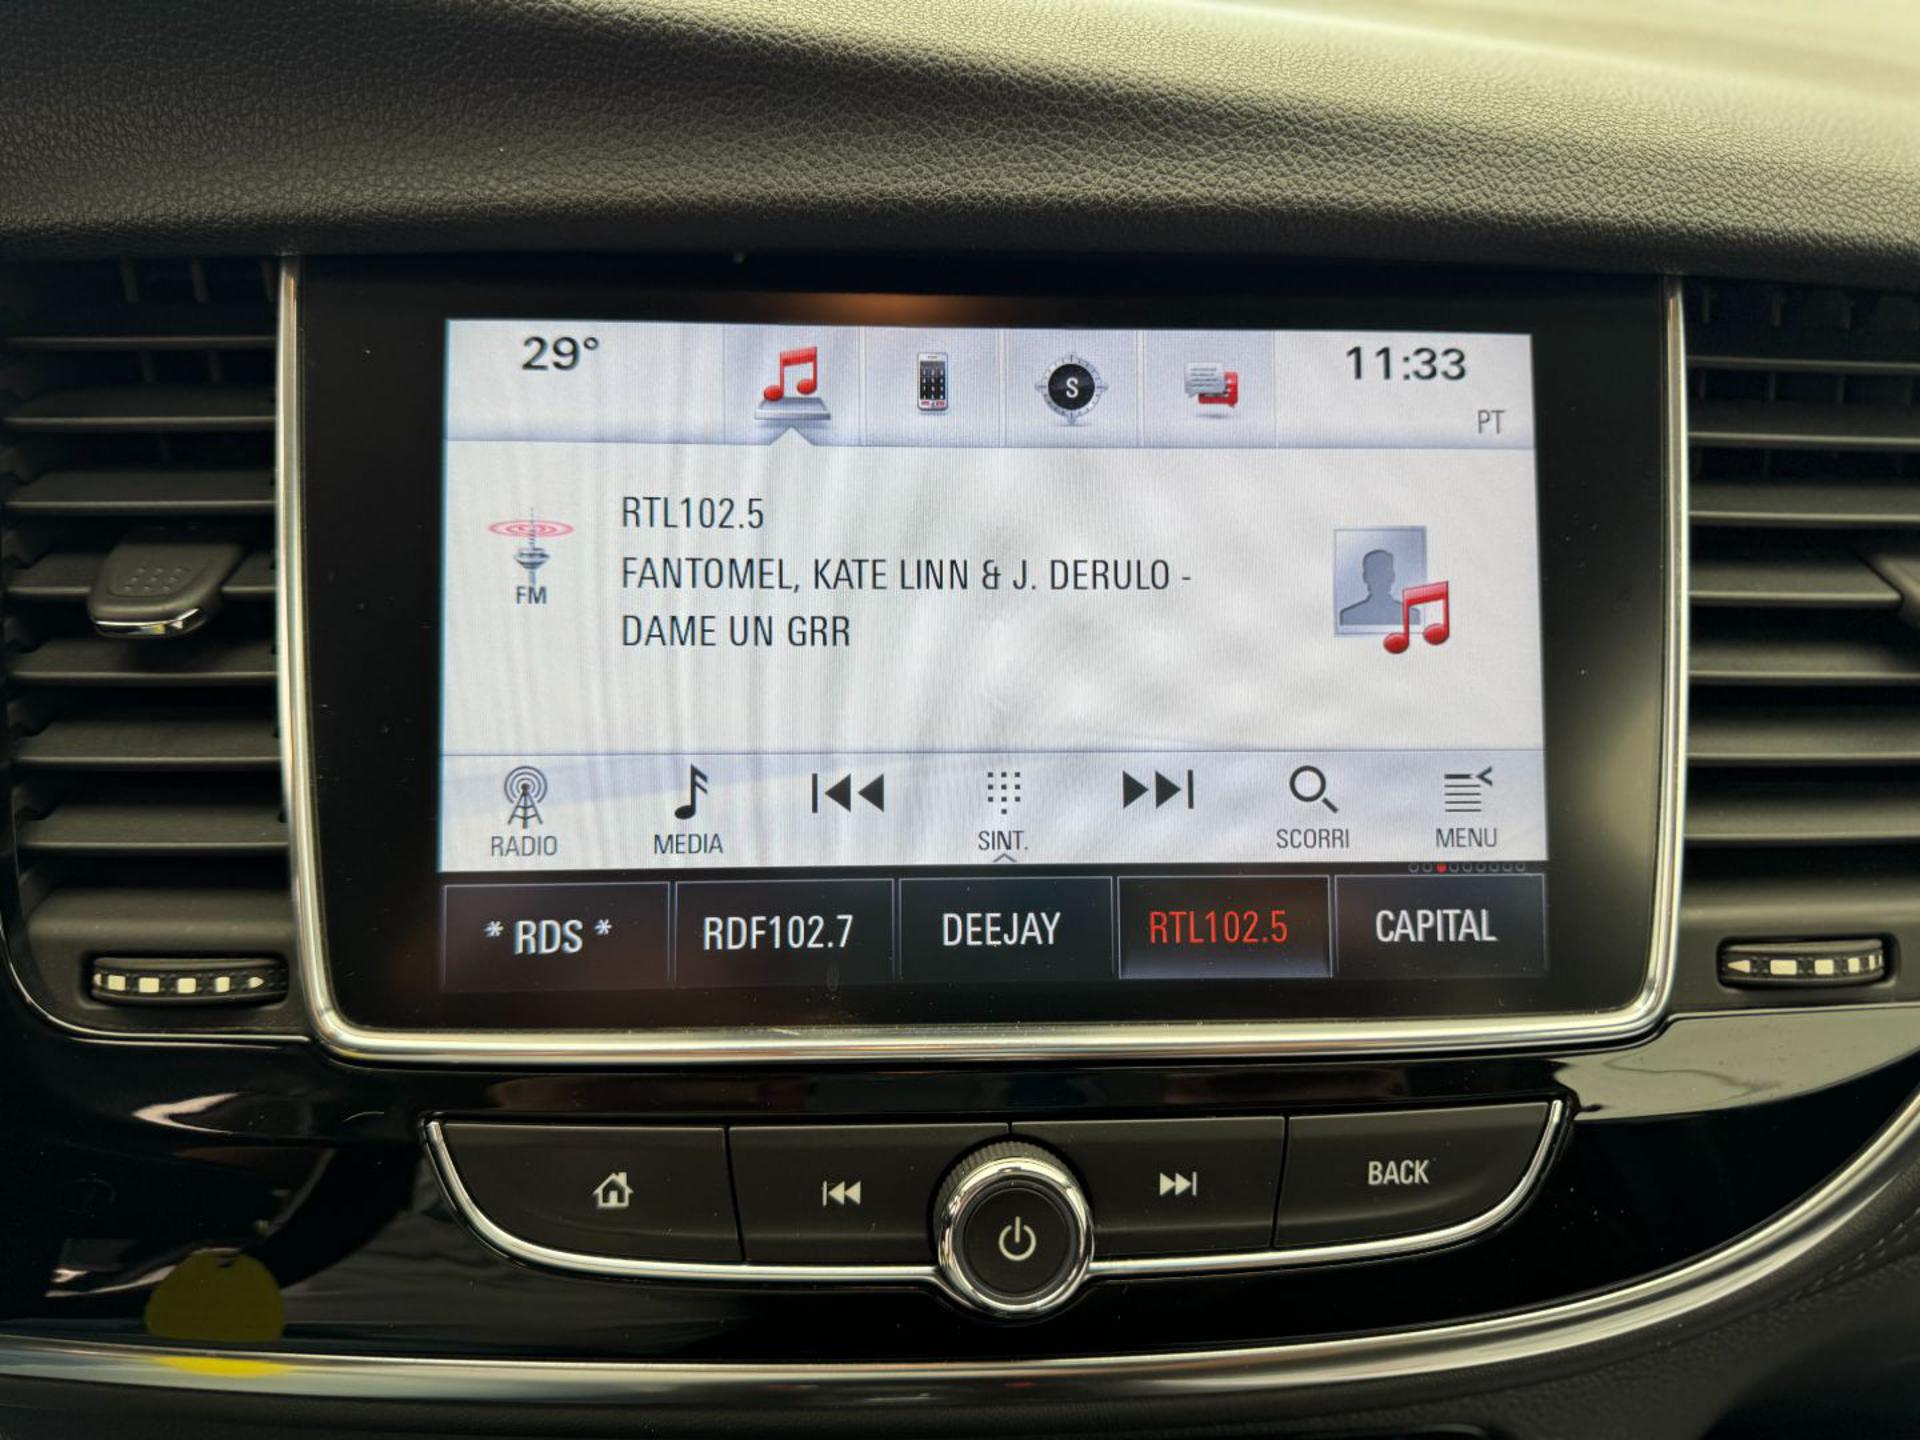 29°
S
11:33
PT
RTL102.5
FANTOMEL, KATE LINN & J. DERULO -
DAME UN GRR
FM
RADIO
MEDIA
SINT.
SCORRI
MENU
* RDS *
RDF102.7
DEEJAY
RTL102.5
CAPITAL
BACK